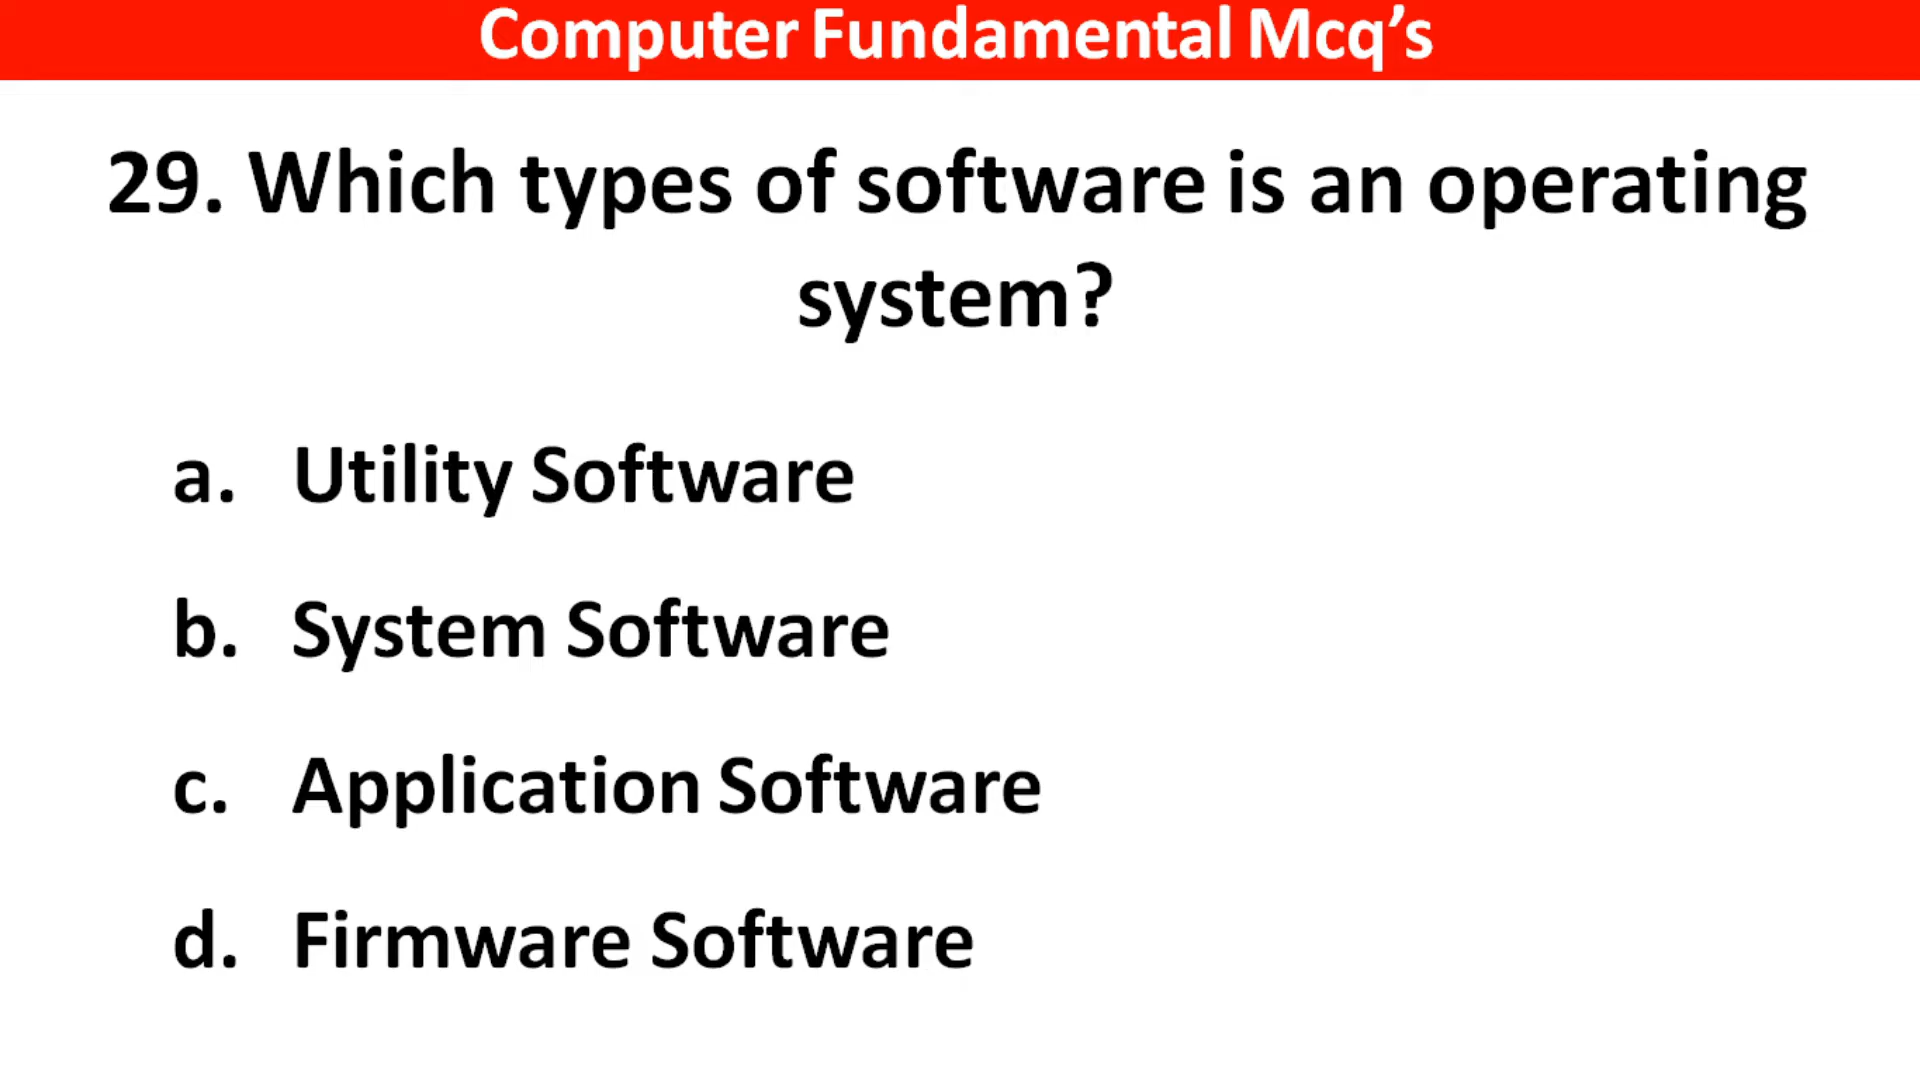 Computer Fundamental Mcq’s
29. Which types of software is an operating
system?
a. Utility Software
b. System Software
c. Application Software
d. Firmware Software